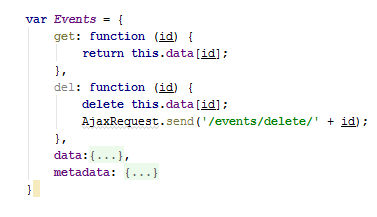 var Events = {
    get: function (id) {
        return this.data[id];
    },
    del: function (id) {
        delete this.data[id];
        AjaxRequest.send('/events/delete/' + id);
    },
    data:{...},
    metadata: {...}
}